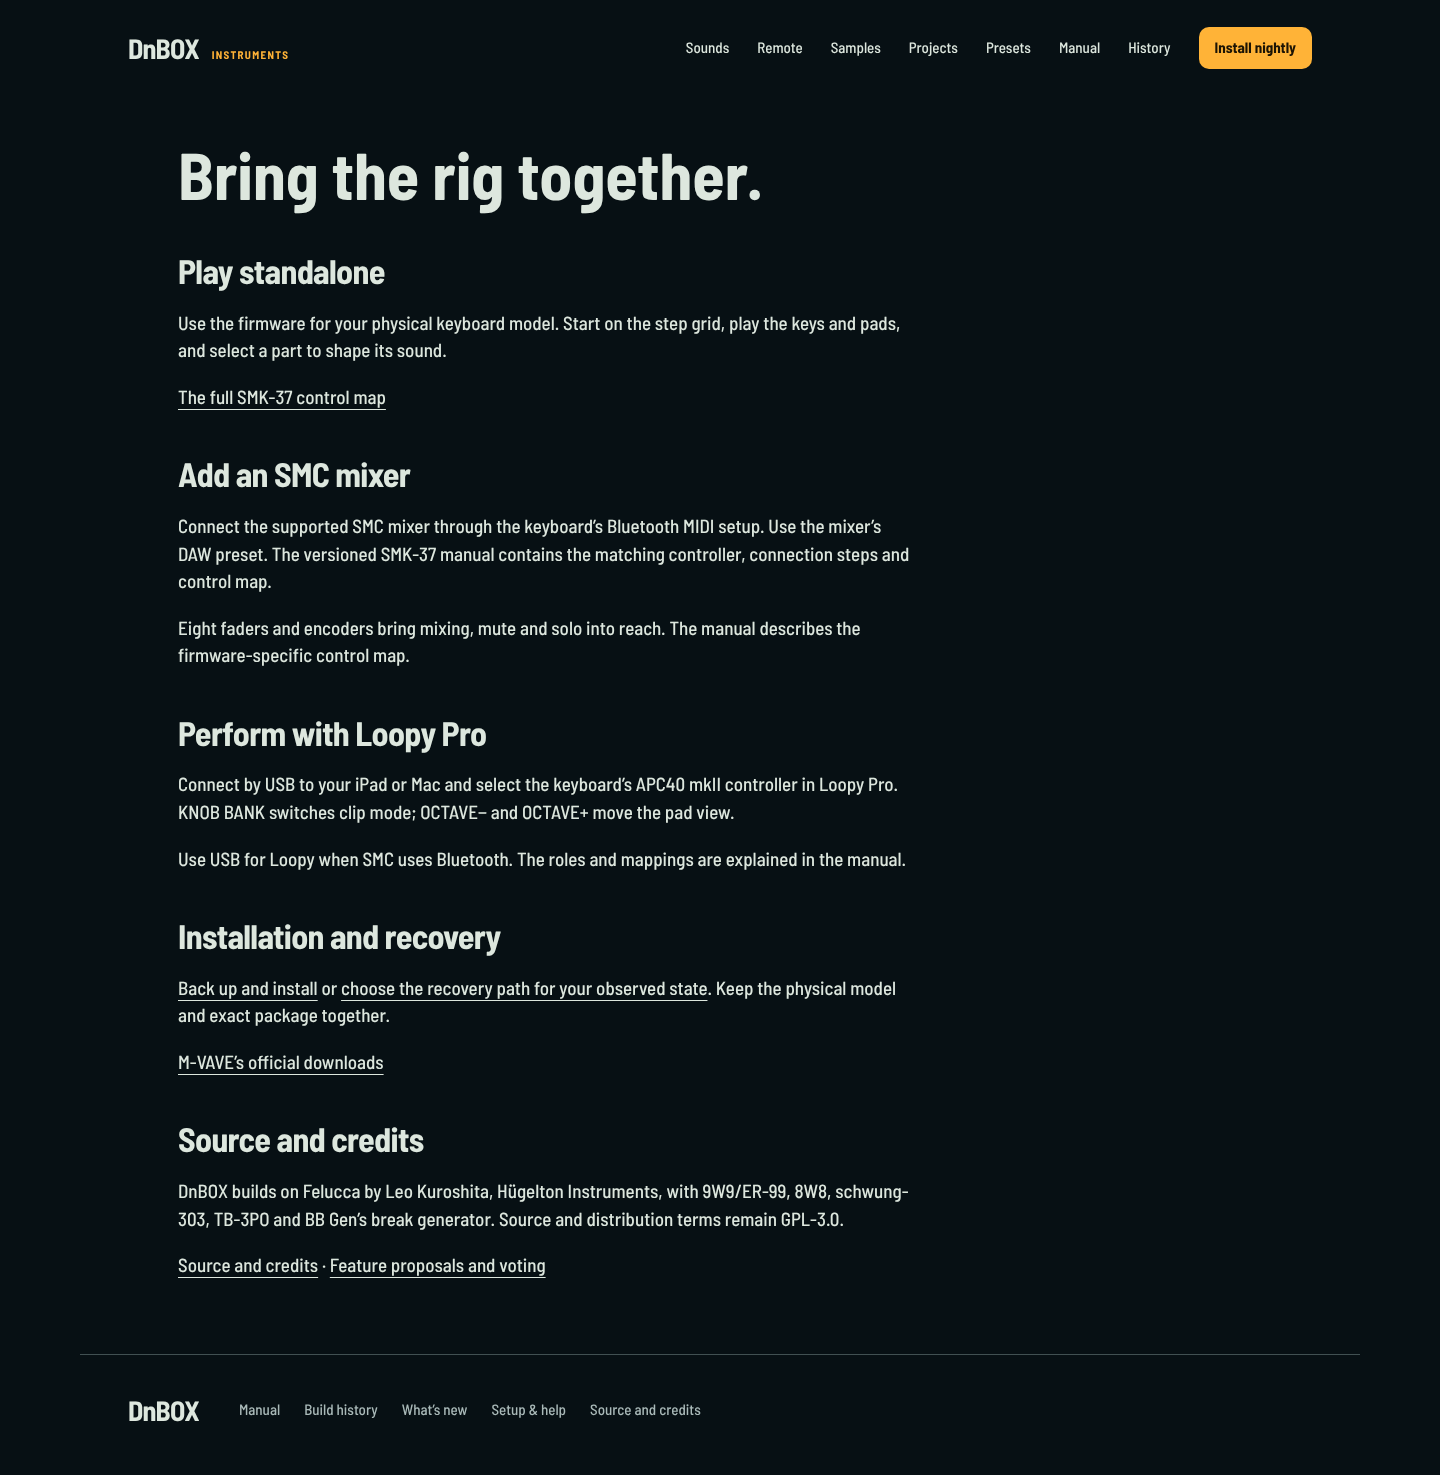 DnBOX INSTRUMENTS
Sounds Remote Samples Projects Presets Manual History Install nightly
Bring the rig together.
Play standalone
Use the firmware for your physical keyboard model. Start on the step grid, play the keys and pads,
and select a part to shape its sound.
The full SMK-37 control map
Add an SMC mixer
Connect the supported SMC mixer through the keyboard’s Bluetooth MIDI setup. Use the mixer’s
DAW preset. The versioned SMK-37 manual contains the matching controller, connection steps and
control map.
Eight faders and encoders bring mixing, mute and solo into reach. The manual describes the
firmware-specific control map.
Perform with Loopy Pro
Connect by USB to your iPad or Mac and select the keyboard’s APC40 mkII controller in Loopy Pro.
KNOB BANK switches clip mode; OCTAVE− and OCTAVE+ move the pad view.
Use USB for Loopy when SMC uses Bluetooth. The roles and mappings are explained in the manual.
Installation and recovery
Back up and install or choose the recovery path for your observed state. Keep the physical model
and exact package together.
M-VAVE’s official downloads
Source and credits
DnBOX builds on Felucca by Leo Kuroshita, Hügelton Instruments, with 9W9/ER-99, 8W8, schwung-
303, TB-3PO and BB Gen’s break generator. Source and distribution terms remain GPL-3.0.
Source and credits · Feature proposals and voting
DnBOX Manual Build history What’s new Setup & help Source and credits